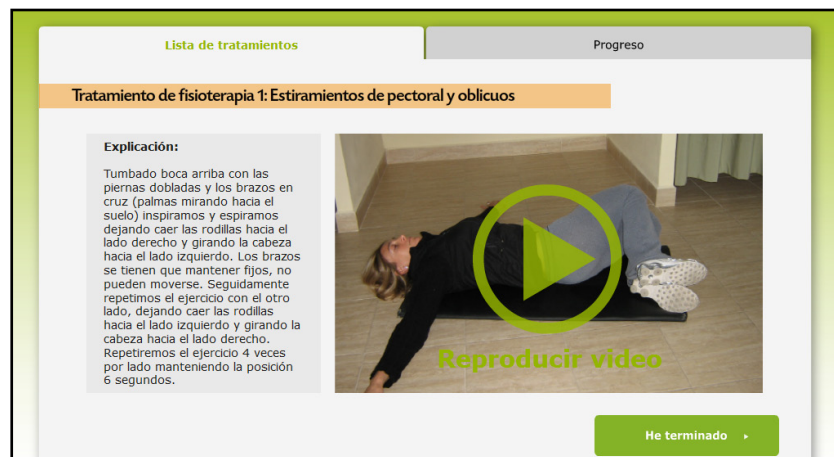 Lista de tratamientos
Progreso
Tratamiento de fisioterapia 1: Estiramientos de pectoral y oblicuos
Explicación:
Tumbado boca arriba con las
piernas dobladas y los brazos en
cruz (palmas mirando hacia el
suelo) inspiramos y espiramos
dejando caer las rodillas hacia el
lado derecho y girando la cabeza
hacia el lado izquierdo. Los brazos
se tienen que mantener fijos, no
pueden moverse. Seguidamente
repetimos el ejercicio con el otro
lado, dejando caer las rodillas
hacia el lado izquierdo y girando la
cabeza hacia el lado derecho.
Repetiremos el ejercicio 4 veces
por lado manteniendo la posición
6 segundos.
Reproducir video
He terminado